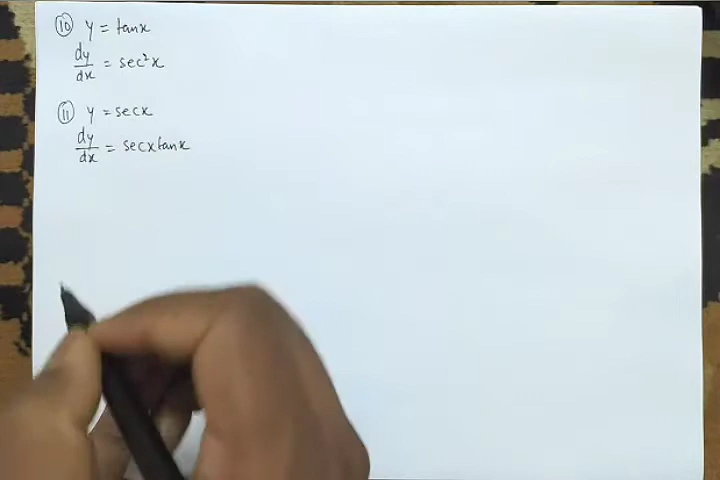 ⑩ y = tanx
dy/dx = sec²x
⑪ y = secx
dy/dx = secxtanx